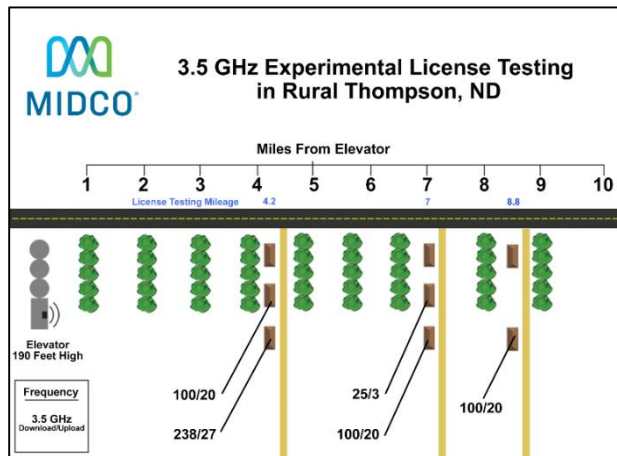 MIDCO
3.5 GHz Experimental License Testing
in Rural Thompson, ND
Miles From Elevator
1 2 3 4 5 6 7 8 9 10
License Testing Mileage 4.2 7 8.8
Elevator
190 Feet High
100/20
238/27
25/3
100/20
100/20
Frequency
3.5 GHz
Download/Upload